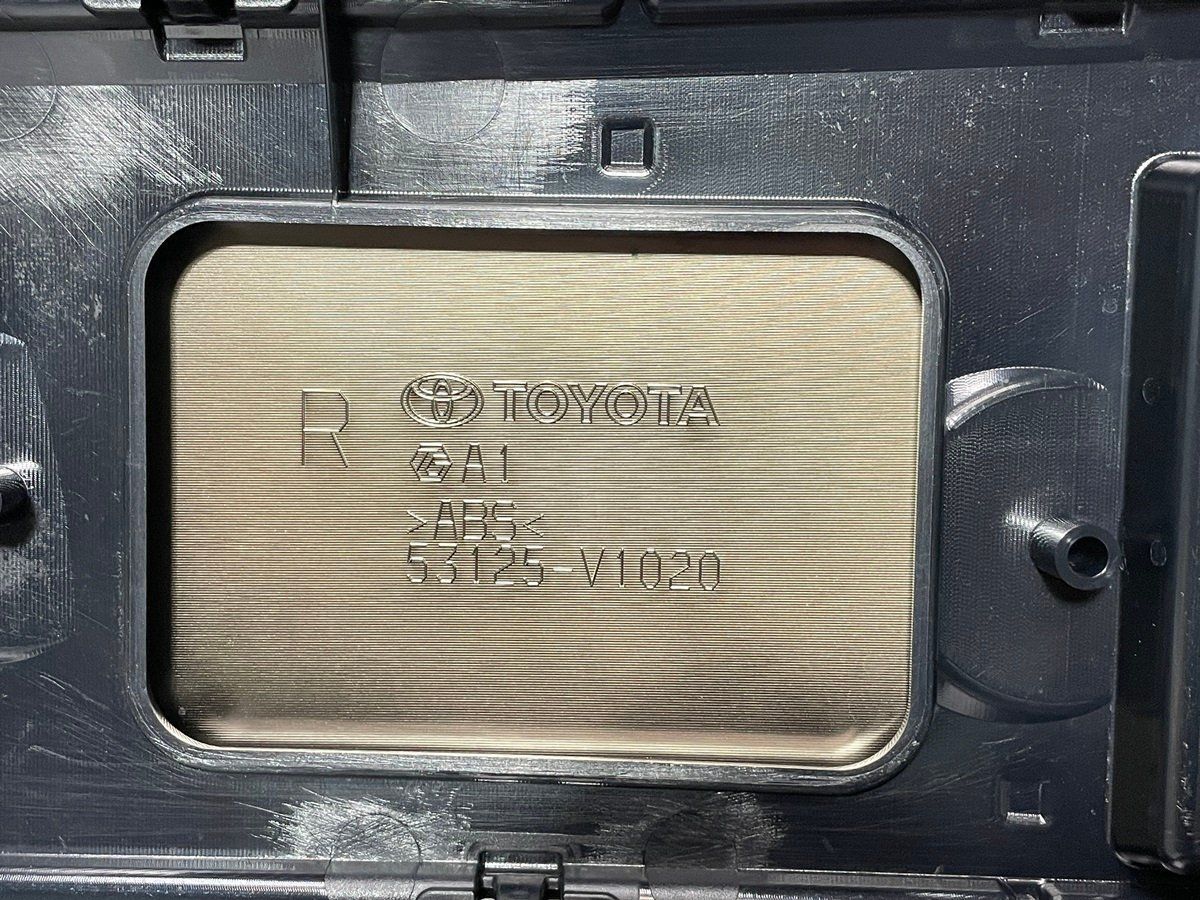 R
TOYOTA
A1
>ABS<
53125-V1020